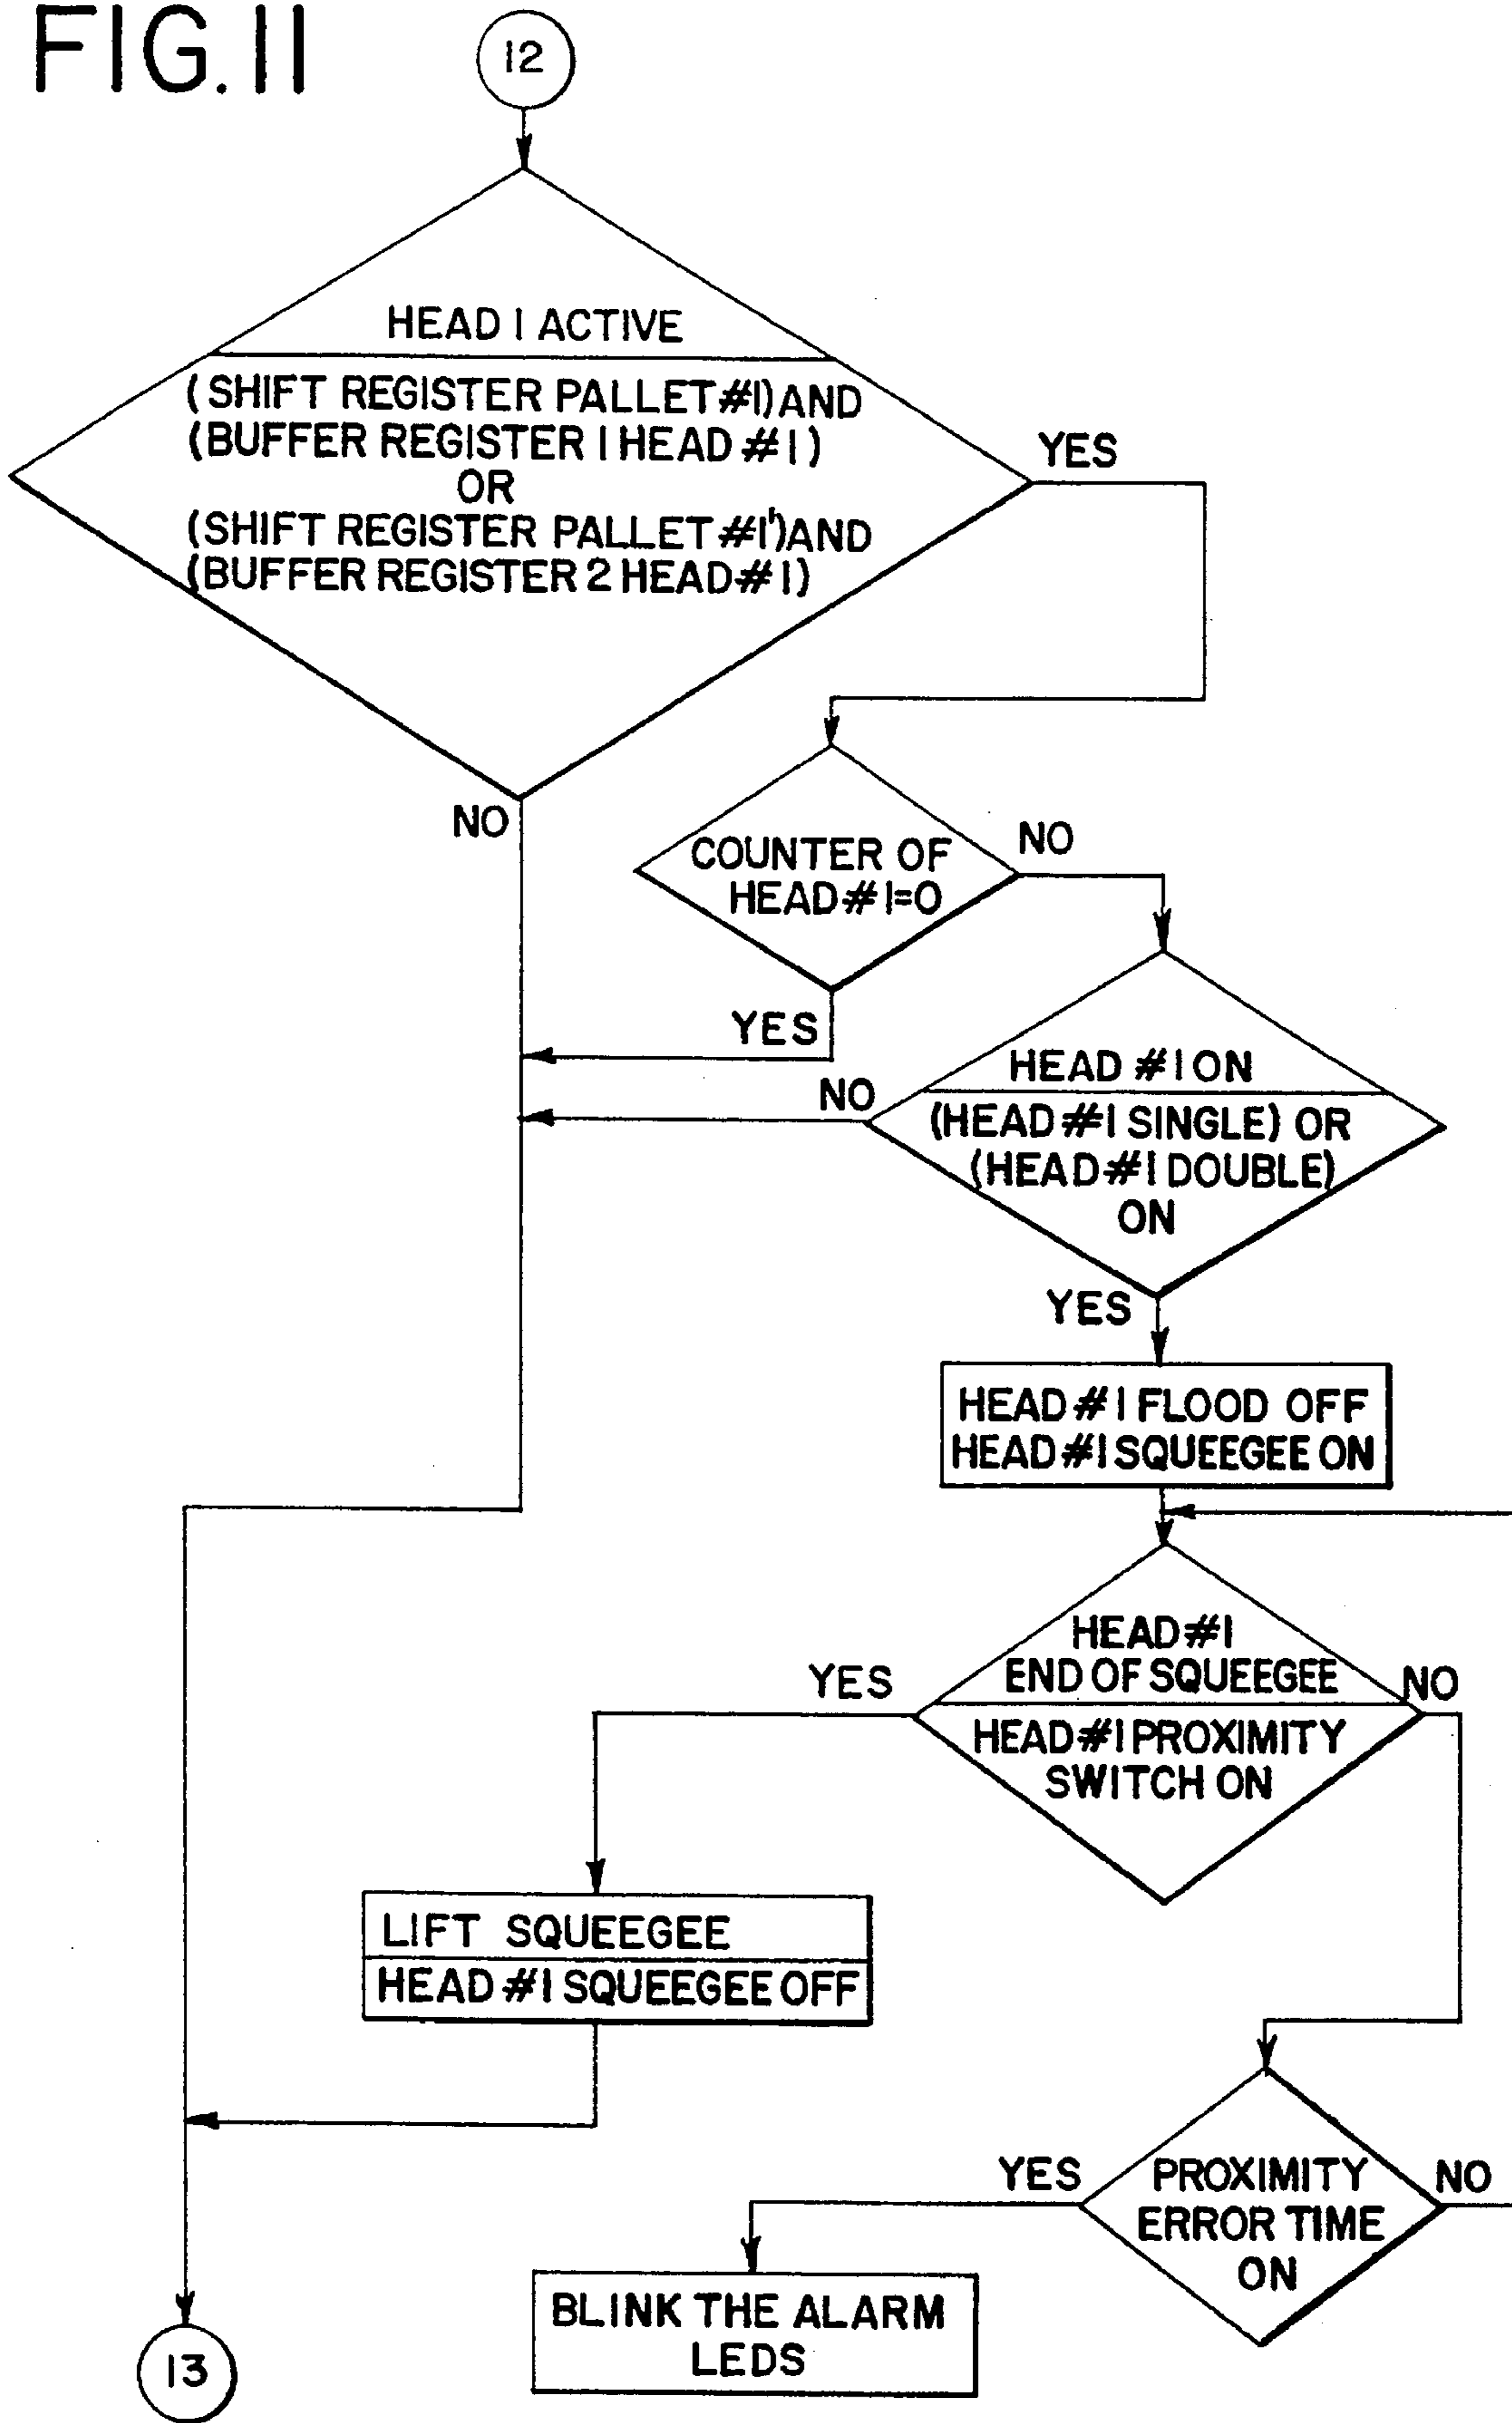 FIG. 11
12
HEAD 1 ACTIVE
(SHIFT REGISTER PALLET #1) AND
(BUFFER REGISTER 1 HEAD #1)
OR
(SHIFT REGISTER PALLET #1') AND
(BUFFER REGISTER 2 HEAD #1)
YES
NO
COUNTER OF
HEAD #1=0
NO
YES
HEAD #1 ON
(HEAD #1 SINGLE) OR
(HEAD #1 DOUBLE)
ON
NO
YES
HEAD #1 FLOOD OFF
HEAD #1 SQUEEGEE ON
HEAD #1
END OF SQUEEGEE
HEAD #1 PROXIMITY
SWITCH ON
YES
NO
LIFT SQUEEGEE
HEAD #1 SQUEEGEE OFF
PROXIMITY
ERROR TIME
ON
YES
NO
BLINK THE ALARM
LEDS
13